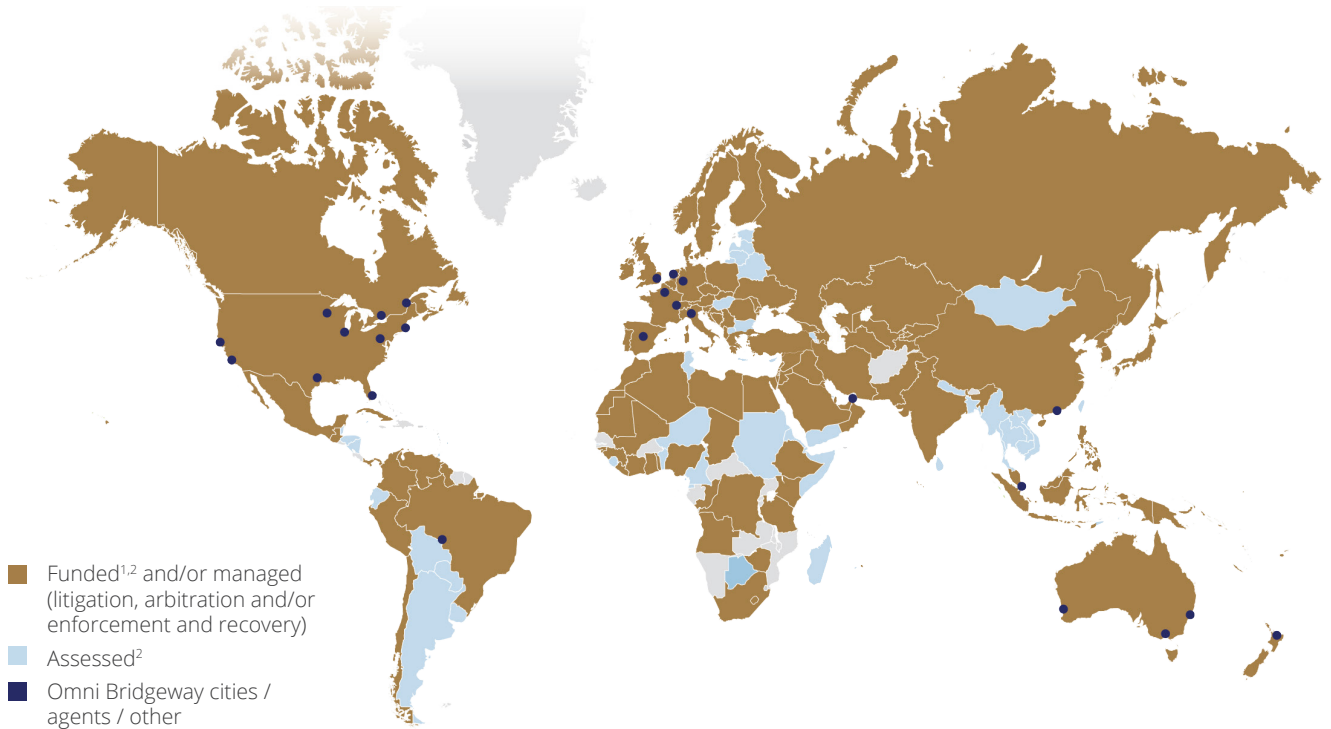 Funded1,2 and/or managed
(litigation, arbitration and/or
enforcement and recovery)
Assessed2
Omni Bridgeway cities /
agents / other